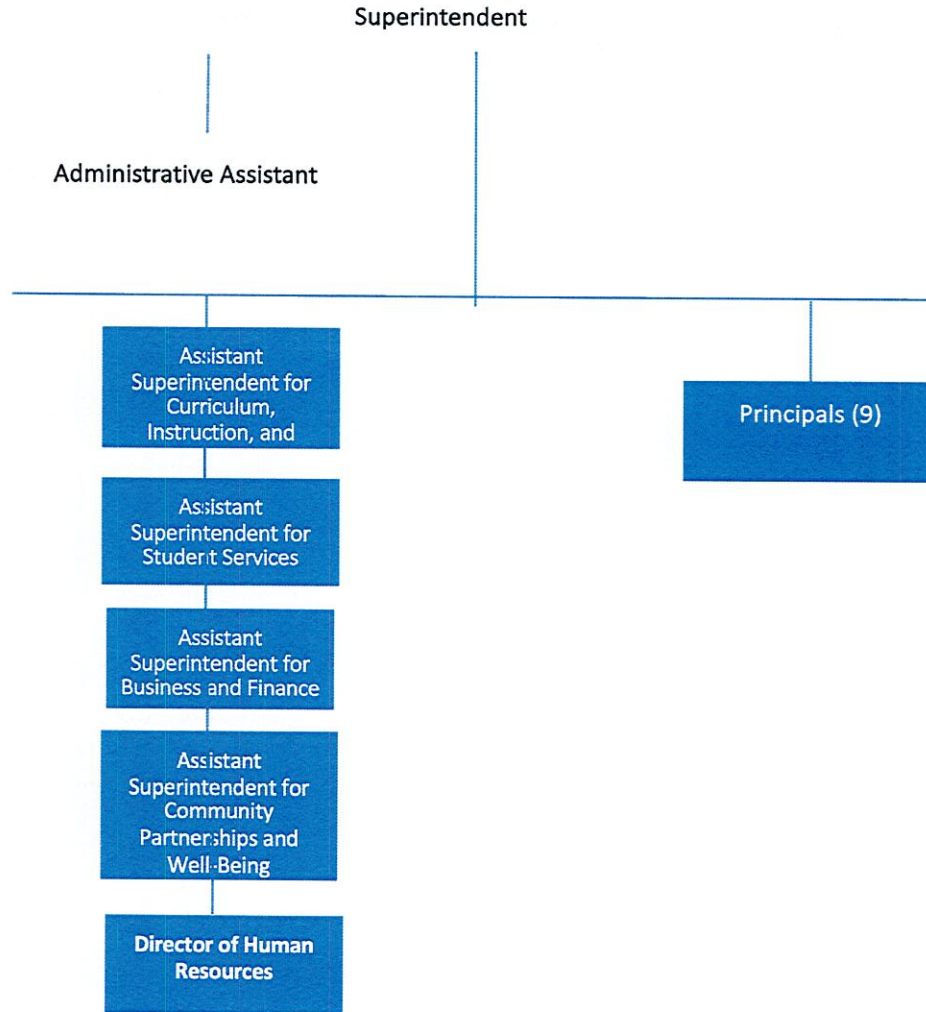 Superintendent
Administrative Assistant
Assistant
Superintendent for
Curriculum,
Instruction, and
Principals (9)
Assistant
Superintendent for
Student Services
Assistant
Superintendent for
Business and Finance
Assistant
Superintendent for
Community
Partnerships and
Well-Being
Director of Human
Resources